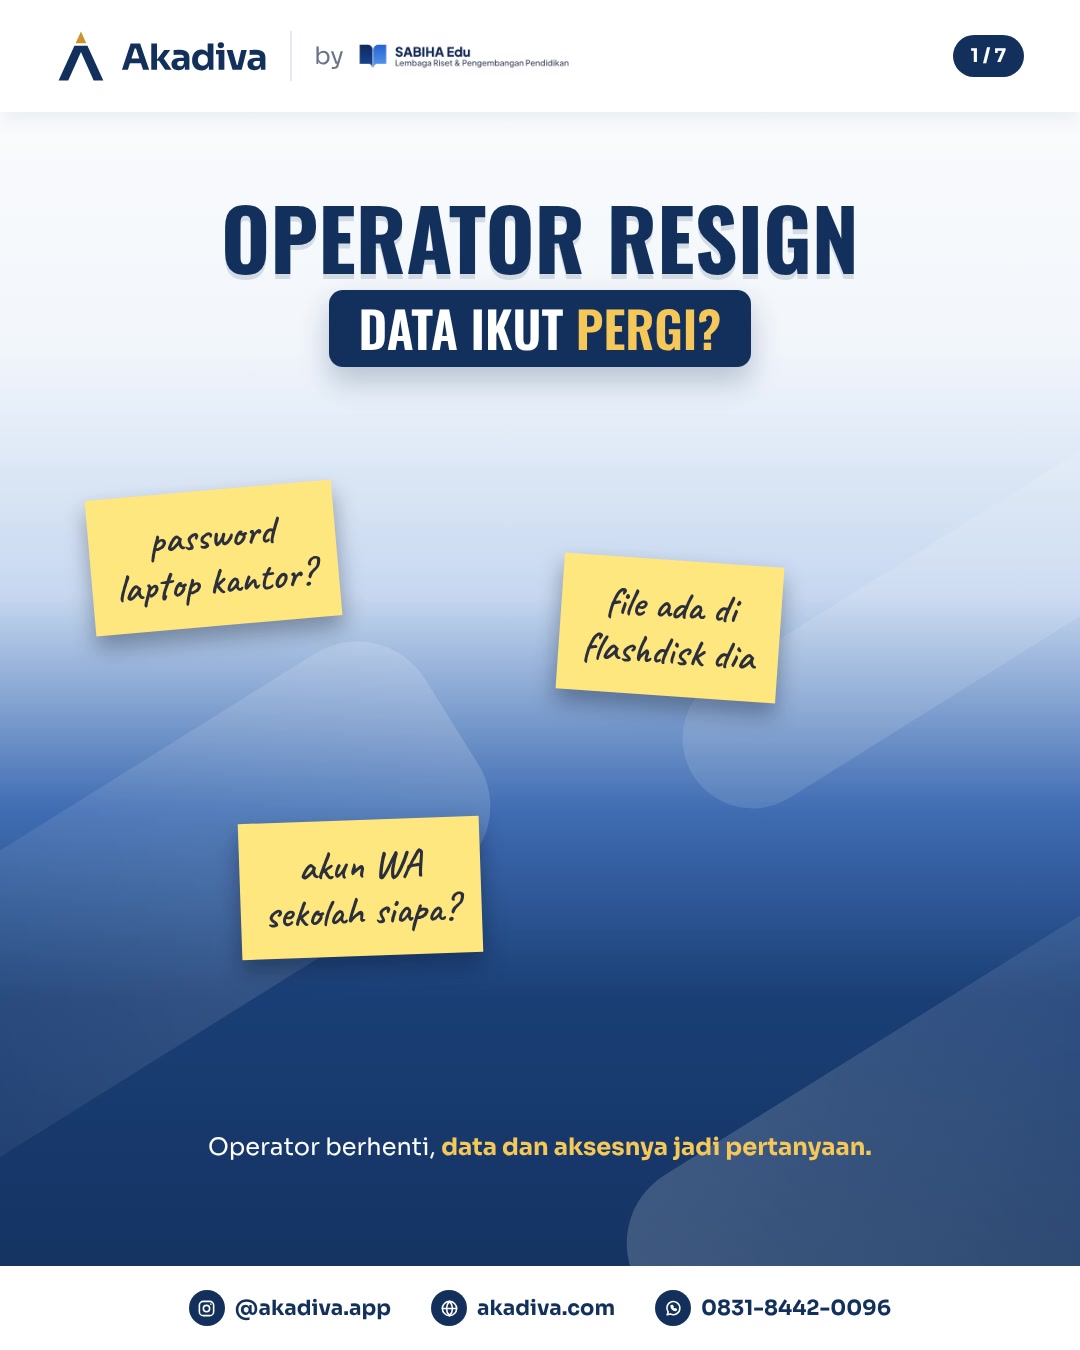 Akadiva
by
SABIHA Edu
Lembaga Riset & Pengembangan Pendidikan
1 / 7
OPERATOR RESIGN
DATA IKUT PERGI?
password
laptop kantor?
file ada di
flashdisk dia
akun WA
sekolah siapa?
Operator berhenti, data dan aksesnya jadi pertanyaan.
@akadiva.app
akadiva.com
0831-8442-0096